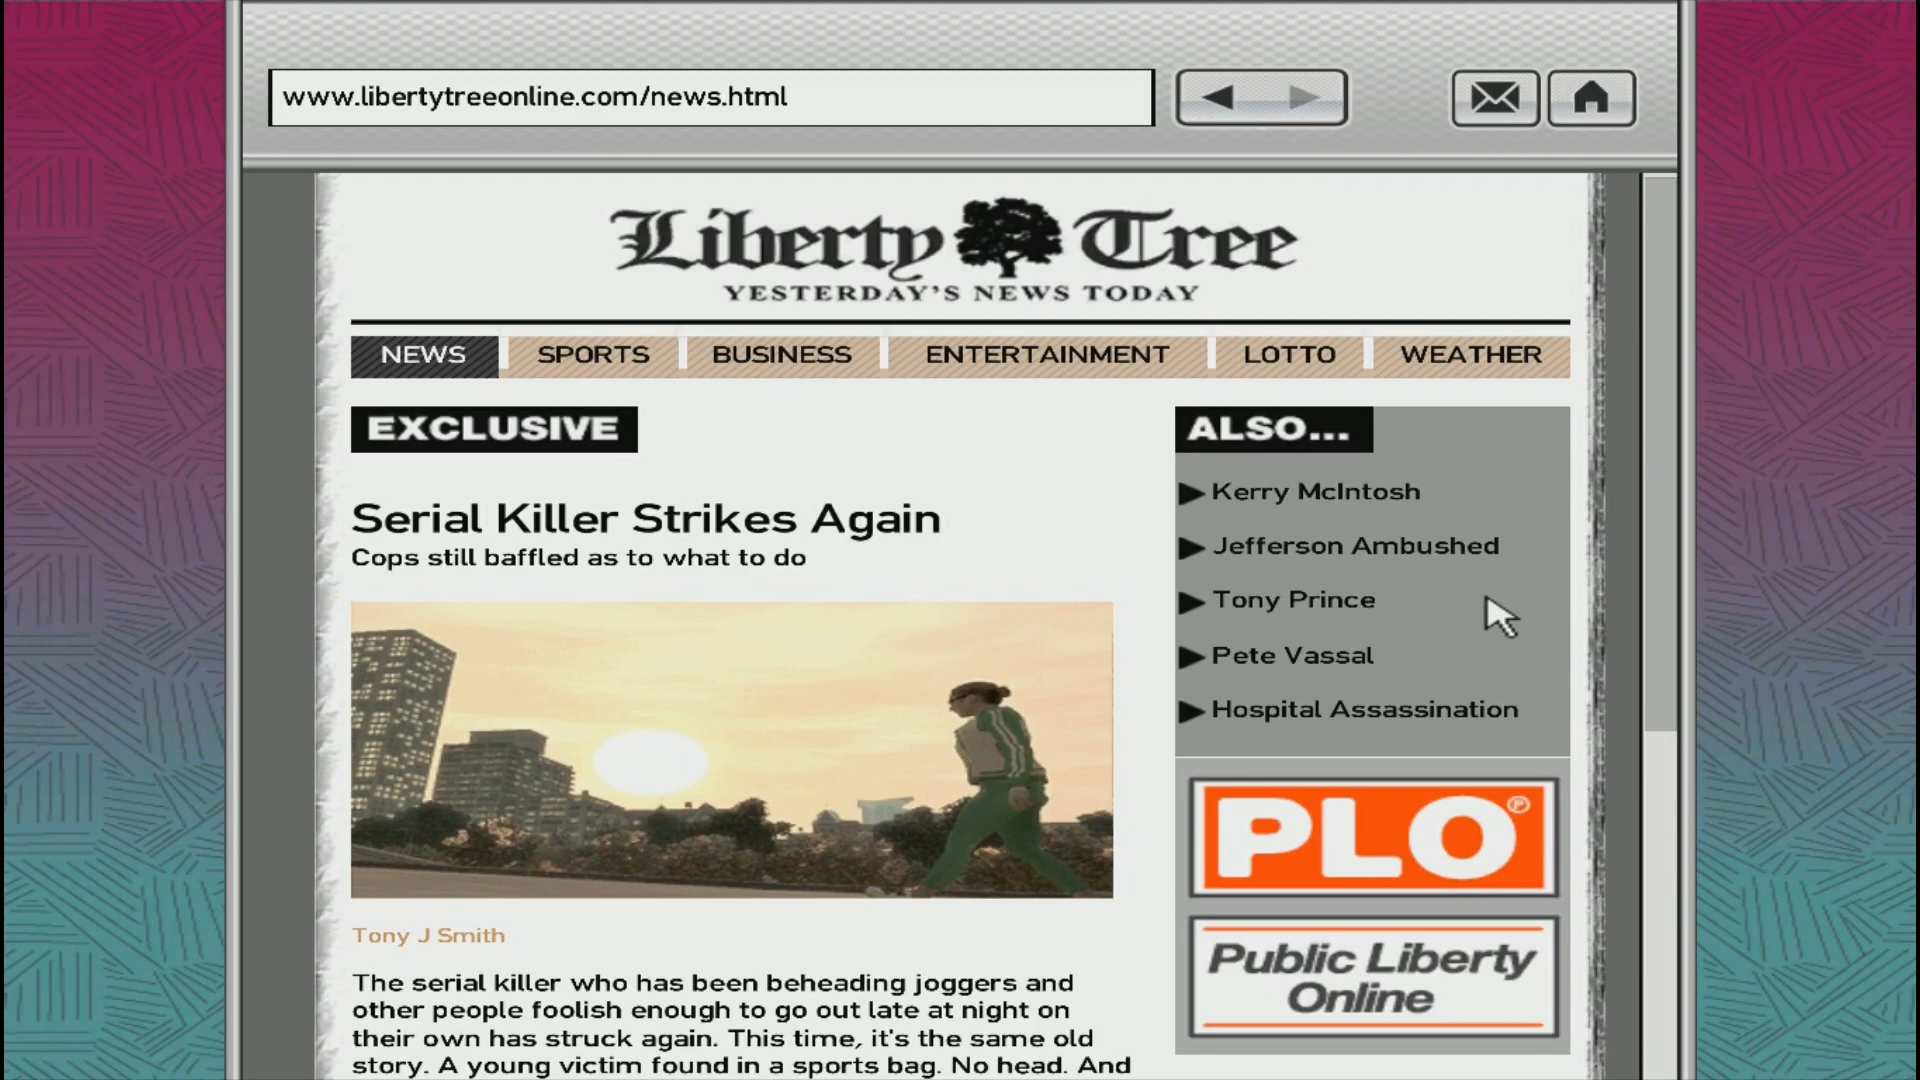 www.libertytreeonline.com/news.html
Liberty Tree
YESTERDAY'S NEWS TODAY
NEWS SPORTS BUSINESS ENTERTAINMENT LOTTO WEATHER
EXCLUSIVE
Serial Killer Strikes Again
Cops still baffled as to what to do
Tony J Smith
The serial killer who has been beheading joggers and
other people foolish enough to go out late at night on
their own has struck again. This time, it's the same old
story. A young victim found in a sports bag. No head. And
ALSO...
Kerry McIntosh
Jefferson Ambushed
Tony Prince
Pete Vassal
Hospital Assassination
PLO℗
Public Liberty
Online